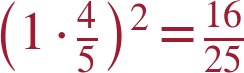 (1 · 4/5)² = 16/25